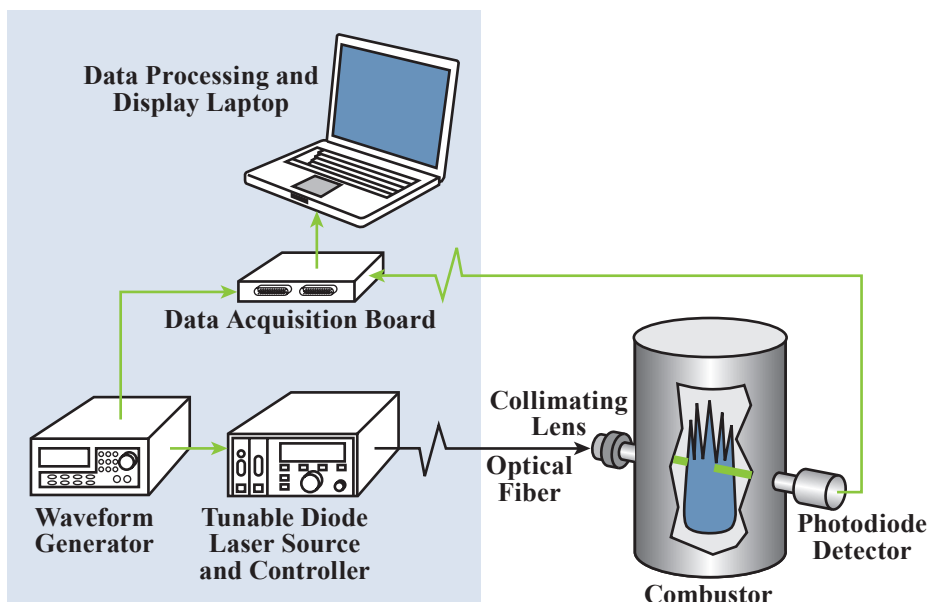 Data Processing and
Display Laptop
Data Acquisition Board
Collimating
Lens
Optical
Fiber
Waveform
Generator
Tunable Diode
Laser Source
and Controller
Photodiode
Detector
Combustor